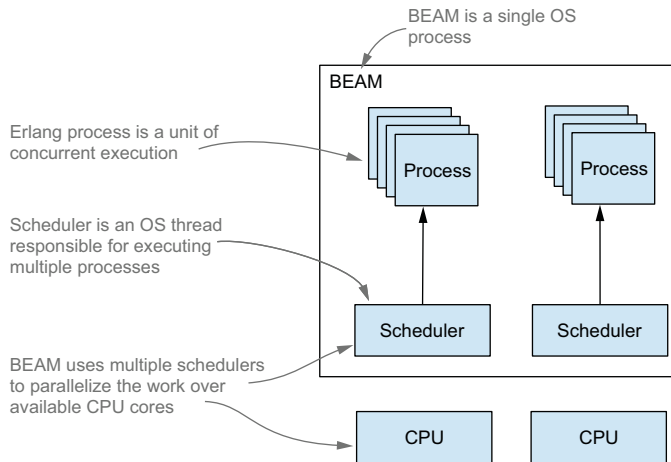 BEAM is a single OS
process
BEAM
Erlang process is a unit of
concurrent execution
Process
Process
Scheduler is an OS thread
responsible for executing
multiple processes
Scheduler
Scheduler
BEAM uses multiple schedulers
to parallelize the work over
available CPU cores
CPU
CPU